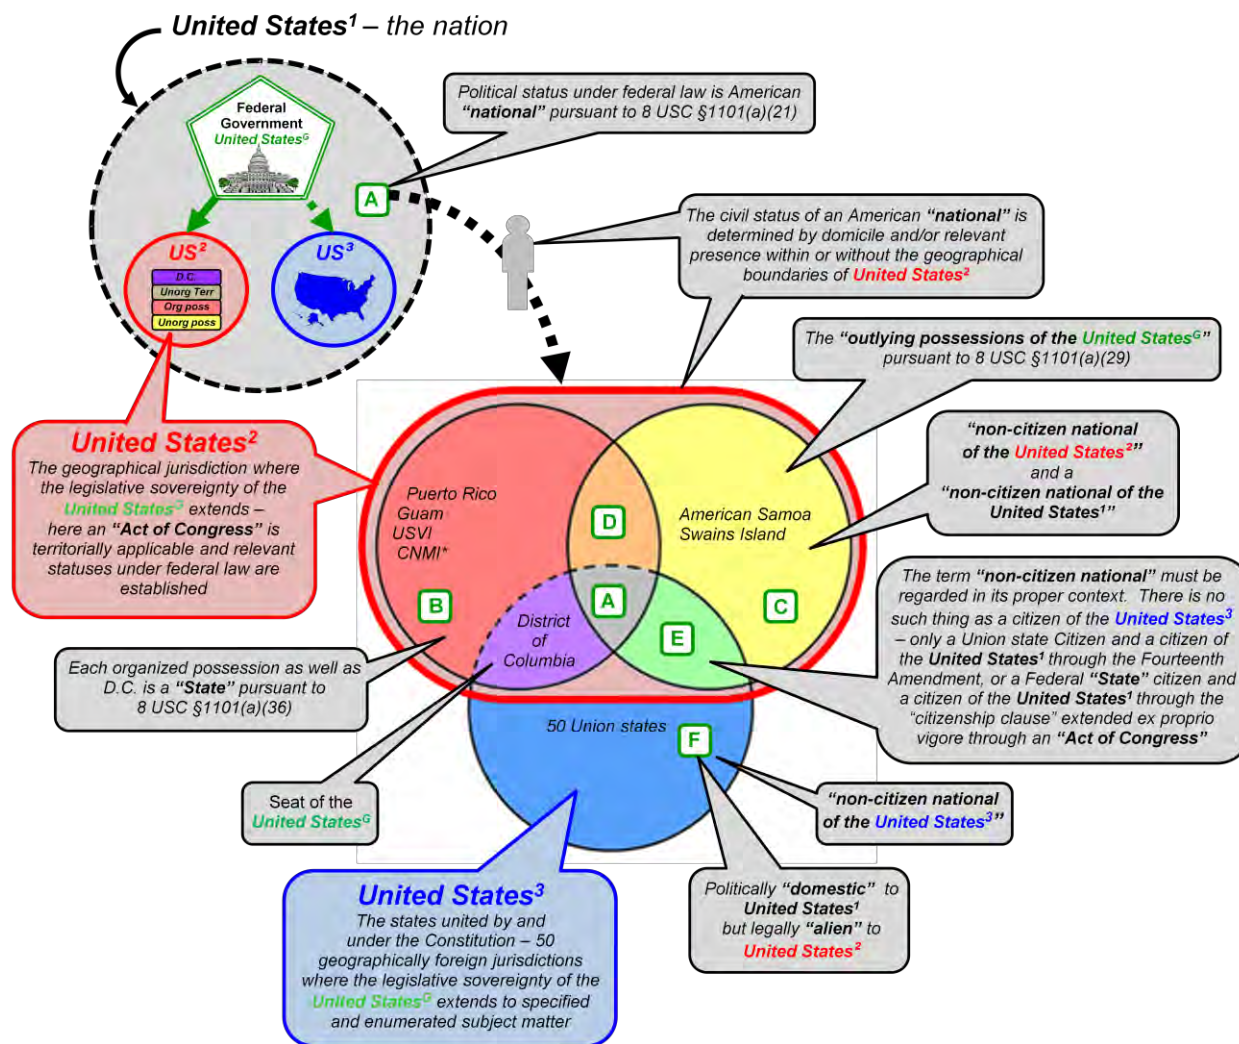 United States¹ – the nation
Federal
Government
United Statesᴳ
A
US²
D.C.
Unorg Terr
Org poss
Unorg poss
US³
Political status under federal law is American
“national” pursuant to 8 USC §1101(a)(21)
The civil status of an American “national” is
determined by domicile and/or relevant
presence within or without the geographical
boundaries of United States²
The “outlying possessions of the United Statesᴳ”
pursuant to 8 USC §1101(a)(29)
“non-citizen national
of the United States²”
and a
“non-citizen national of the
United States¹”
United States²
The geographical jurisdiction where
the legislative sovereignty of the
United Statesᴳ extends –
here an “Act of Congress” is
territorially applicable and relevant
statuses under federal law are
established
Puerto Rico
Guam
USVI
CNMI*
B
D
American Samoa
Swains Island
C
A
E
District
of
Columbia
The term “non-citizen national” must be
regarded in its proper context. There is no
such thing as a citizen of the United States³
– only a Union state Citizen and a citizen of
the United States¹ through the Fourteenth
Amendment, or a Federal “State” citizen and
a citizen of the United States¹ through the
“citizenship clause” extended ex proprio
vigore through an “Act of Congress”
Each organized possession as well as
D.C. is a “State” pursuant to
8 USC §1101(a)(36)
50 Union states
F
Seat of the
United Statesᴳ
“non-citizen national
of the United States³”
United States³
The states united by and
under the Constitution – 50
geographically foreign jurisdictions
where the legislative sovereignty of the
United Statesᴳ extends to specified
and enumerated subject matter
Politically “domestic” to
United States¹
but legally “alien” to
United States²